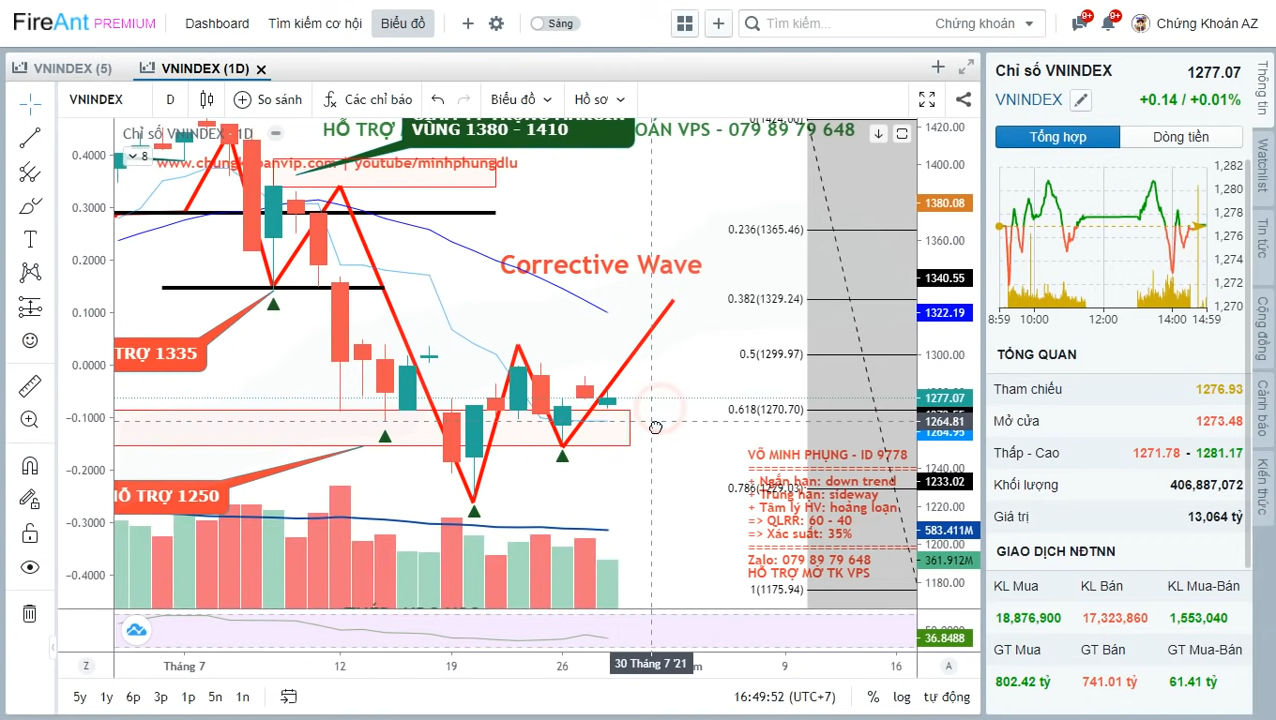 FireAnt PREMIUM
Dashboard
Tìm kiếm cơ hội
Biểu đồ
Sáng
Tìm kiếm.
Chứng khoán
9+
9+
Chứng Khoán AZ
VNINDEX (5)
VNINDEX (1D)
VNINDEX
D
So sánh
Các chỉ báo
Biểu đồ
Hồ sơ
Chỉ số VNINDEX - 1D
8
HỖ TRỢ
VÙNG 1380 - 1410
VPS - 079 89 79 648
youtube/minhphungdlu
Corrective Wave
TRỢ 1335
HỖ TRỢ 1250
0.4000
0.3000
0.2000
0.1000
0.0000
−0.1000
−0.2000
−0.3000
−0.4000
0.236(1365.46)
0.382(1329.24)
0.5(1299.97)
0.618(1270.70)
1(1175.94)
VÕ MINH PHỤNG - ID 9778
==================
+ Ngắn hạn: down trend
+ Trung hạn: sideway
+ Tâm lý HV: hoảng loạn
=> QLRR: 60 - 40
=> Xác suất: 35%
==================
Zalo: 079 89 79 648
HỖ TRỢ MỞ TK VPS
1420.00
1400.00
1380.08
1360.00
1340.55
1322.19
1300.00
1277.07
1264.81
1264.95
1240.00
1233.02
1220.00
583.411M
1200.00
361.912M
1180.00
36.8488
Z
Tháng 7
12
19
26
30 Tháng 7 '21
9
16
A
5y
1y
6p
3p
1p
5n
1n
16:49:52 (UTC+7)
%
log
tự động
Chỉ số VNINDEX
1277.07
VNINDEX
+0.14 / +0.01%
Tổng hợp
Dòng tiền
1,282
1,280
1,278
1,276
1,274
1,272
1,270
8:59
10:00
12:00
14:00
14:59
TỔNG QUAN
Tham chiếu
1276.93
Mở cửa
1273.48
Thấp - Cao
1271.78 - 1281.17
Khối lượng
406,887,072
Giá trị
13,064 tỷ
GIAO DỊCH NĐTNN
KL Mua
KL Bán
KL Mua-Bán
18,876,900
17,323,860
1,553,040
GT Mua
GT Bán
GT Mua-Bán
802.42 tỷ
741.01 tỷ
61.41 tỷ
Thông tin
Watchlist
Tin tức
Cộng đồng
Cảnh báo
Kiến thức